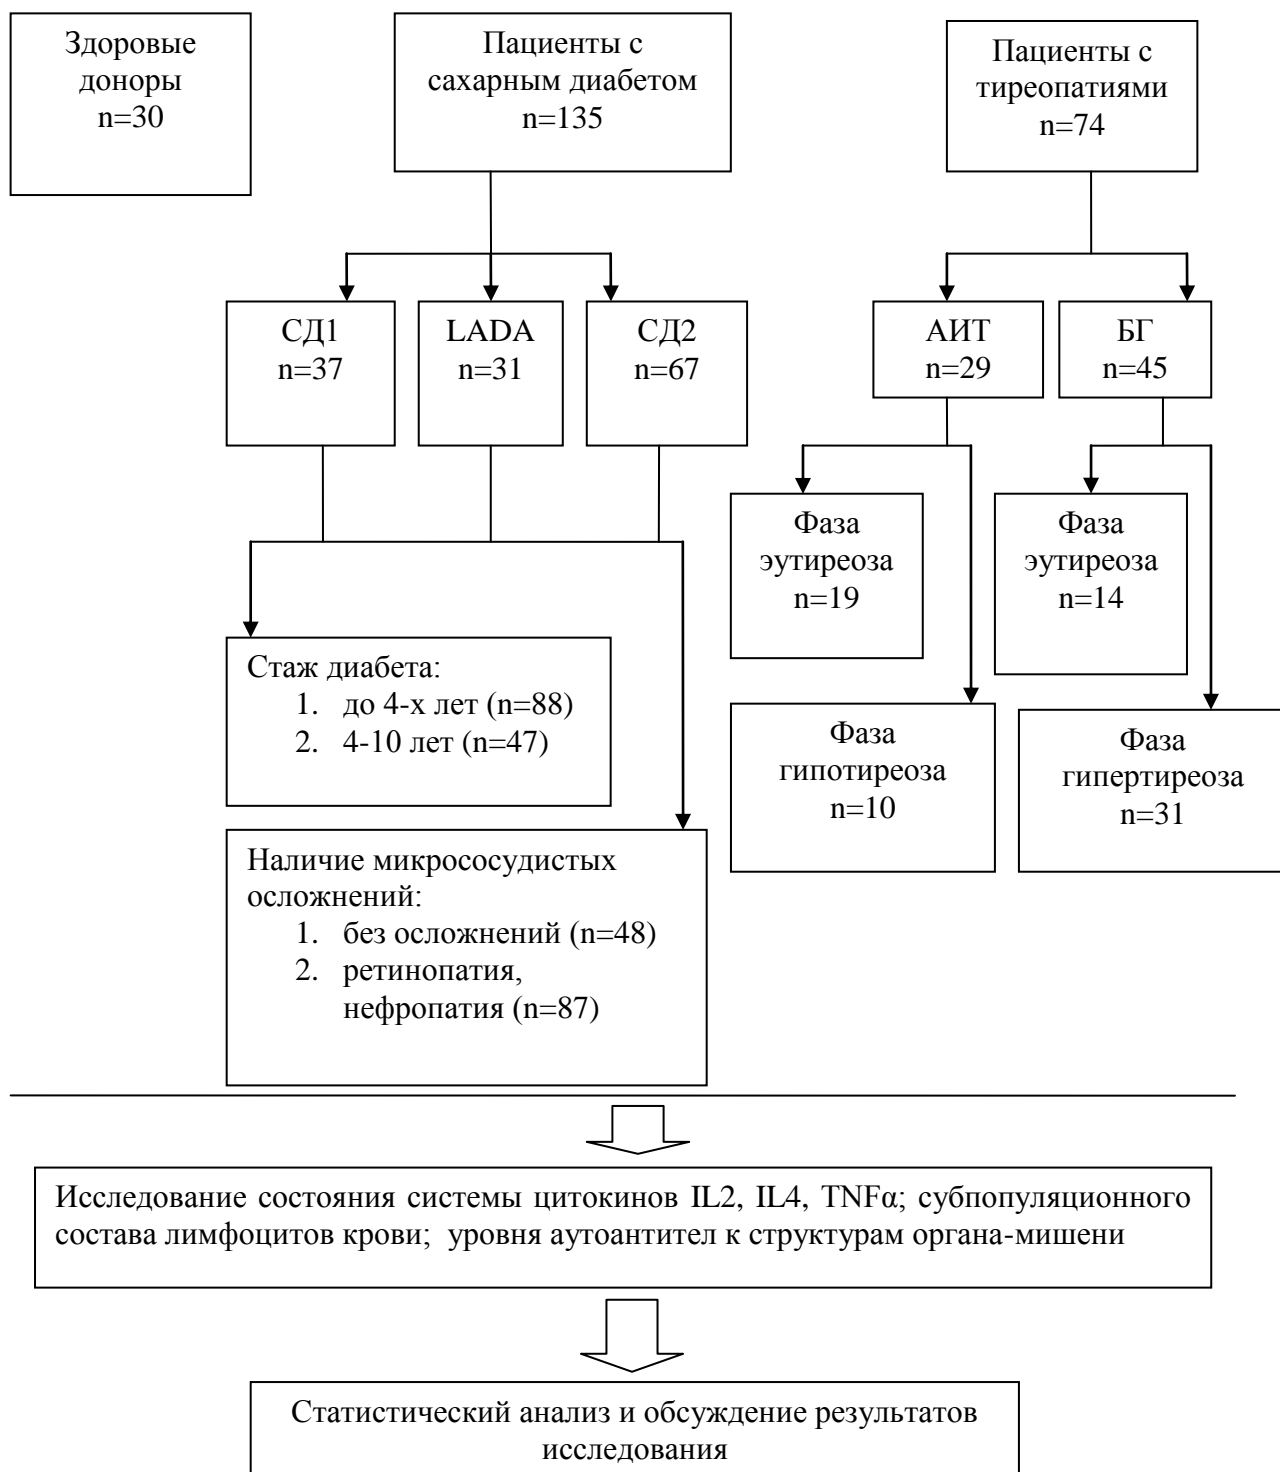 Здоровые
доноры
n=30
Пациенты с
сахарным диабетом
n=135
Пациенты с
тиреопатиями
n=74
СД1
n=37
LADA
n=31
СД2
n=67
АИТ
n=29
БГ
n=45
Фаза
эутиреоза
n=19
Фаза
эутиреоза
n=14
Стаж диабета:
1. до 4-х лет (n=88)
2. 4-10 лет (n=47)
Фаза
гипотиреоза
n=10
Фаза
гипертиреоза
n=31
Наличие микрососудистых
осложнений:
1. без осложнений (n=48)
2. ретинопатия,
нефропатия (n=87)
Исследование состояния системы цитокинов IL2, IL4, TNFα; субпопуляционного
состава лимфоцитов крови; уровня аутоантител к структурам органа-мишени
Статистический анализ и обсуждение результатов
исследования